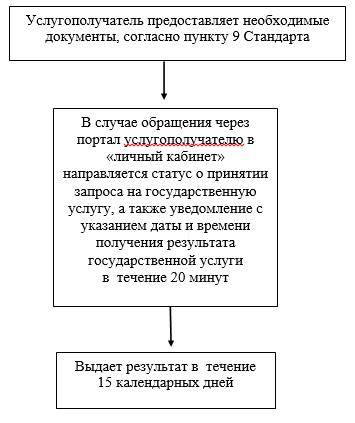 Услугополучатель предоставляет необходимые
документы, согласно пункту 9 Стандарта
В случае обращения через
портал услугополучателю в
«личный кабинет»
направляется статус о принятии
запроса на государственную
услугу, а также уведомление с
указанием даты и времени
получения результата
государственной услуги
в течение 20 минут
Выдает результат в течение
15 календарных дней